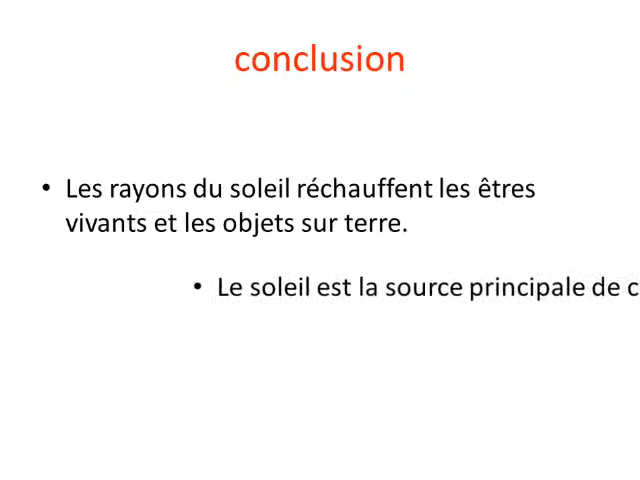 conclusion
• Les rayons du soleil réchauffent les êtres
vivants et les objets sur terre.
• Le soleil est la source principale de c